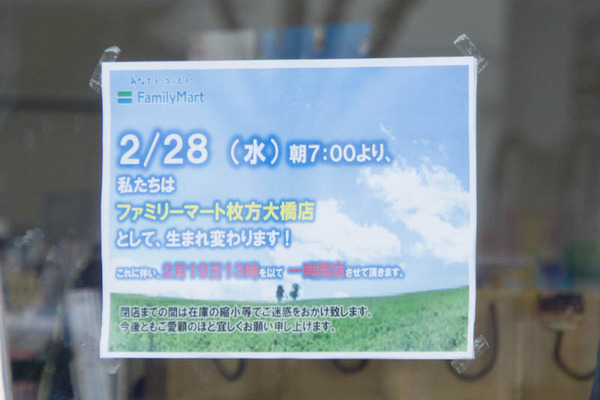 あなたと、コンビに、
FamilyMart
2/28 (水) 朝7:00より、
私たちは
ファミリーマート枚方大橋店
として、生まれ変わります！
これに伴い、2月19日13時を以て 一時閉店させて頂きます。
閉店までの間は在庫の縮小等でご迷惑をおかけ致します。
今後ともご愛顧のほど宜しくお願い申し上げます。